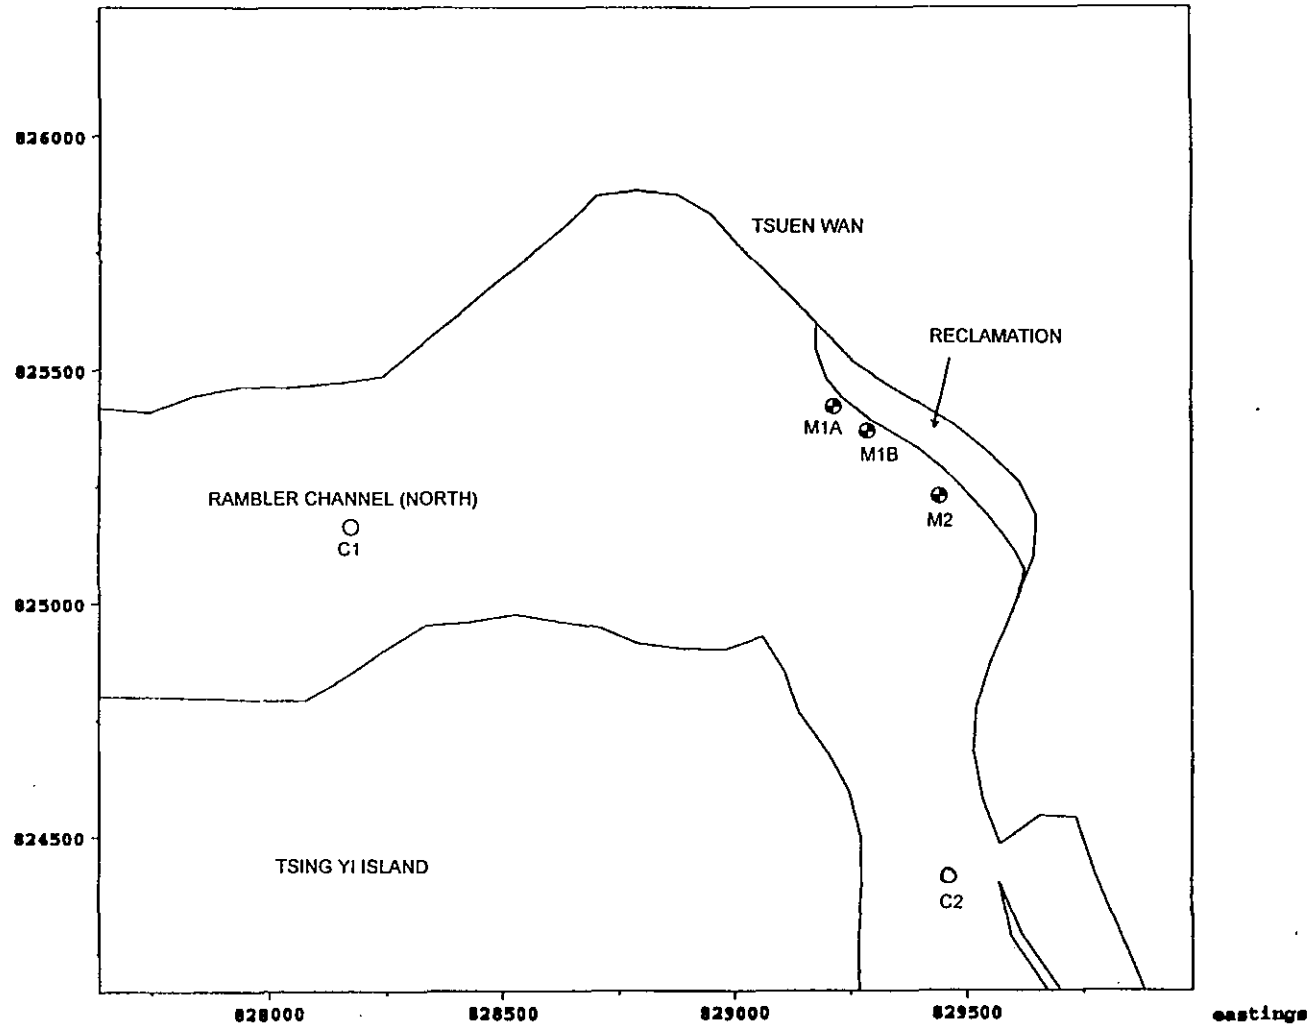 826000
TSUEN WAN
RECLAMATION
825500
M1A
M1B
RAMBLER CHANNEL (NORTH)
M2
C1
825000
824500
TSING YI ISLAND
C2
828000 828500 829000 829500 eastings